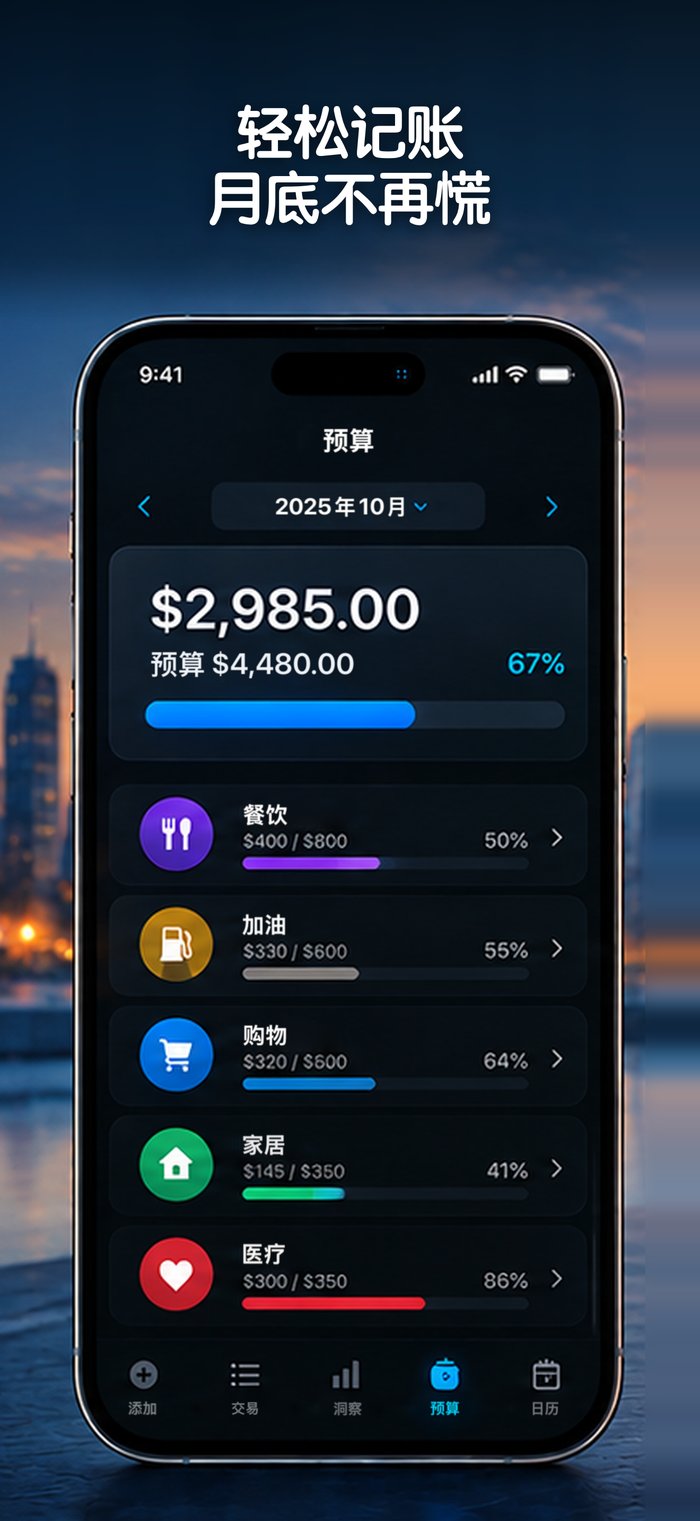 轻松记账
月底不再慌
9:41
预算
2025年10月
$2,985.00
预算 $4,480.00
67%
餐饮
$400 / $800
50%
加油
$330 / $600
55%
购物
$320 / $600
64%
家居
$145 / $350
41%
医疗
$300 / $350
86%
添加
交易
洞察
预算
日历